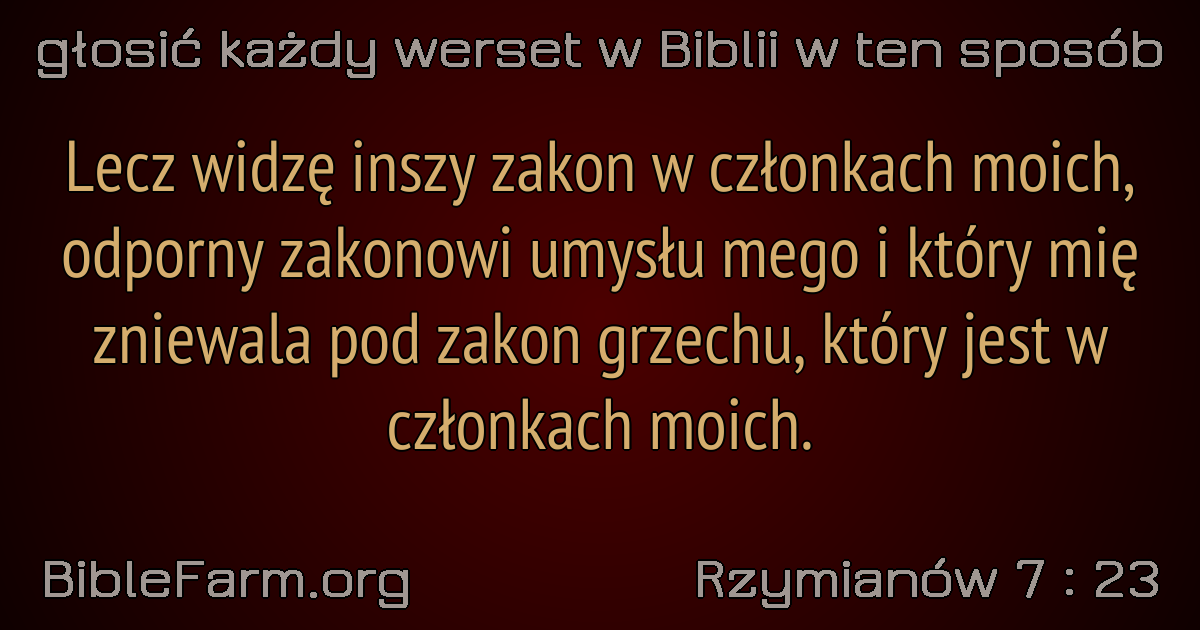 głosić każdy werset w Biblii w ten sposób
Lecz widzę inszy zakon w członkach moich,
odporny zakonowi umysłu mego i który mię
zniewala pod zakon grzechu, który jest w
członkach moich.
BibleFarm.org
Rzymianów 7 : 23